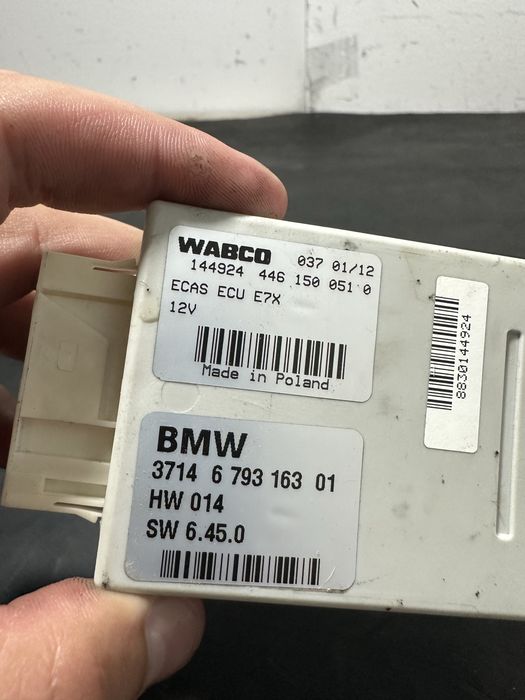 WABCO 037 01/12
144924 446 150 051 0
ECAS ECU E7X
12V
Made in Poland
8830144924
BMW
3714 6 793 163 01
HW 014
SW 6.45.0